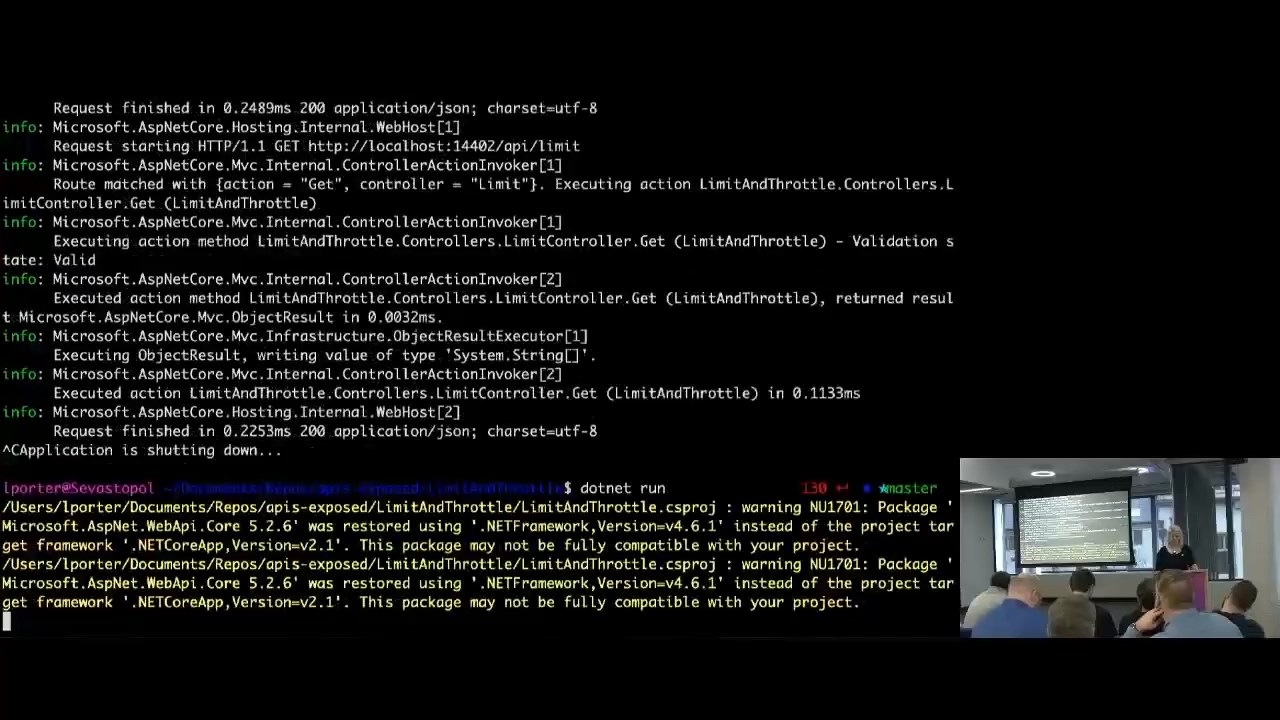 Request finished in 0.2489ms 200 application/json; charset=utf-8
info: Microsoft.AspNetCore.Hosting.Internal.WebHost[1]
Request starting HTTP/1.1 GET http://localhost:14402/api/limit
info: Microsoft.AspNetCore.Mvc.Internal.ControllerActionInvoker[1]
Route matched with {action = "Get", controller = "Limit"}. Executing action LimitAndThrottle.Controllers.L
imitController.Get (LimitAndThrottle)
info: Microsoft.AspNetCore.Mvc.Internal.ControllerActionInvoker[1]
Executing action method LimitAndThrottle.Controllers.LimitController.Get (LimitAndThrottle) - Validation s
tate: Valid
info: Microsoft.AspNetCore.Mvc.Internal.ControllerActionInvoker[2]
Executed action method LimitAndThrottle.Controllers.LimitController.Get (LimitAndThrottle), returned resul
t Microsoft.AspNetCore.Mvc.ObjectResult in 0.0032ms.
info: Microsoft.AspNetCore.Mvc.Infrastructure.ObjectResultExecutor[1]
Executing ObjectResult, writing value of type 'System.String[]'.
info: Microsoft.AspNetCore.Mvc.Internal.ControllerActionInvoker[2]
Executed action LimitAndThrottle.Controllers.LimitController.Get (LimitAndThrottle) in 0.1133ms
info: Microsoft.AspNetCore.Hosting.Internal.WebHost[2]
Request finished in 0.2253ms 200 application/json; charset=utf-8
^CApplication is shutting down...
lporter@Sevastopol ~/Documents/Repos/apis-exposed/LimitAndThrottle$ dotnet run 130 ↵ ★master
/Users/lporter/Documents/Repos/apis-exposed/LimitAndThrottle/LimitAndThrottle.csproj : warning NU1701: Package '
Microsoft.AspNet.WebApi.Core 5.2.6' was restored using '.NETFramework,Version=v4.6.1' instead of the project tar
get framework '.NETCoreApp,Version=v2.1'. This package may not be fully compatible with your project.
/Users/lporter/Documents/Repos/apis-exposed/LimitAndThrottle/LimitAndThrottle.csproj : warning NU1701: Package '
Microsoft.AspNet.WebApi.Core 5.2.6' was restored using '.NETFramework,Version=v4.6.1' instead of the project tar
get framework '.NETCoreApp,Version=v2.1'. This package may not be fully compatible with your project.